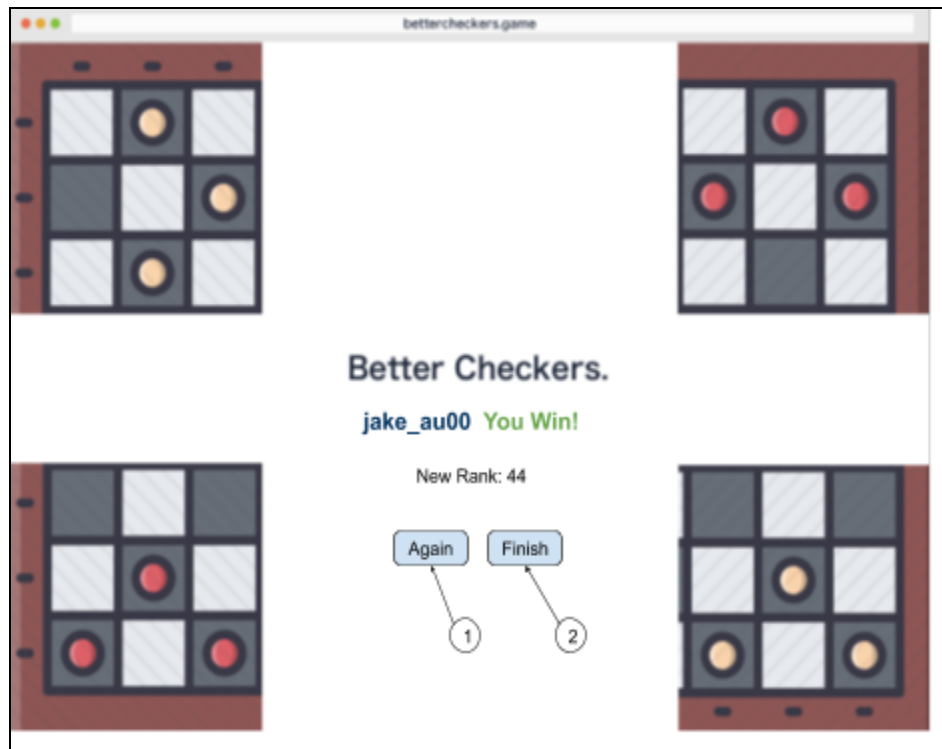 bettercheckers.game
Better Checkers.
jake_au00 You Win!
New Rank: 44
Again Finish
1 2